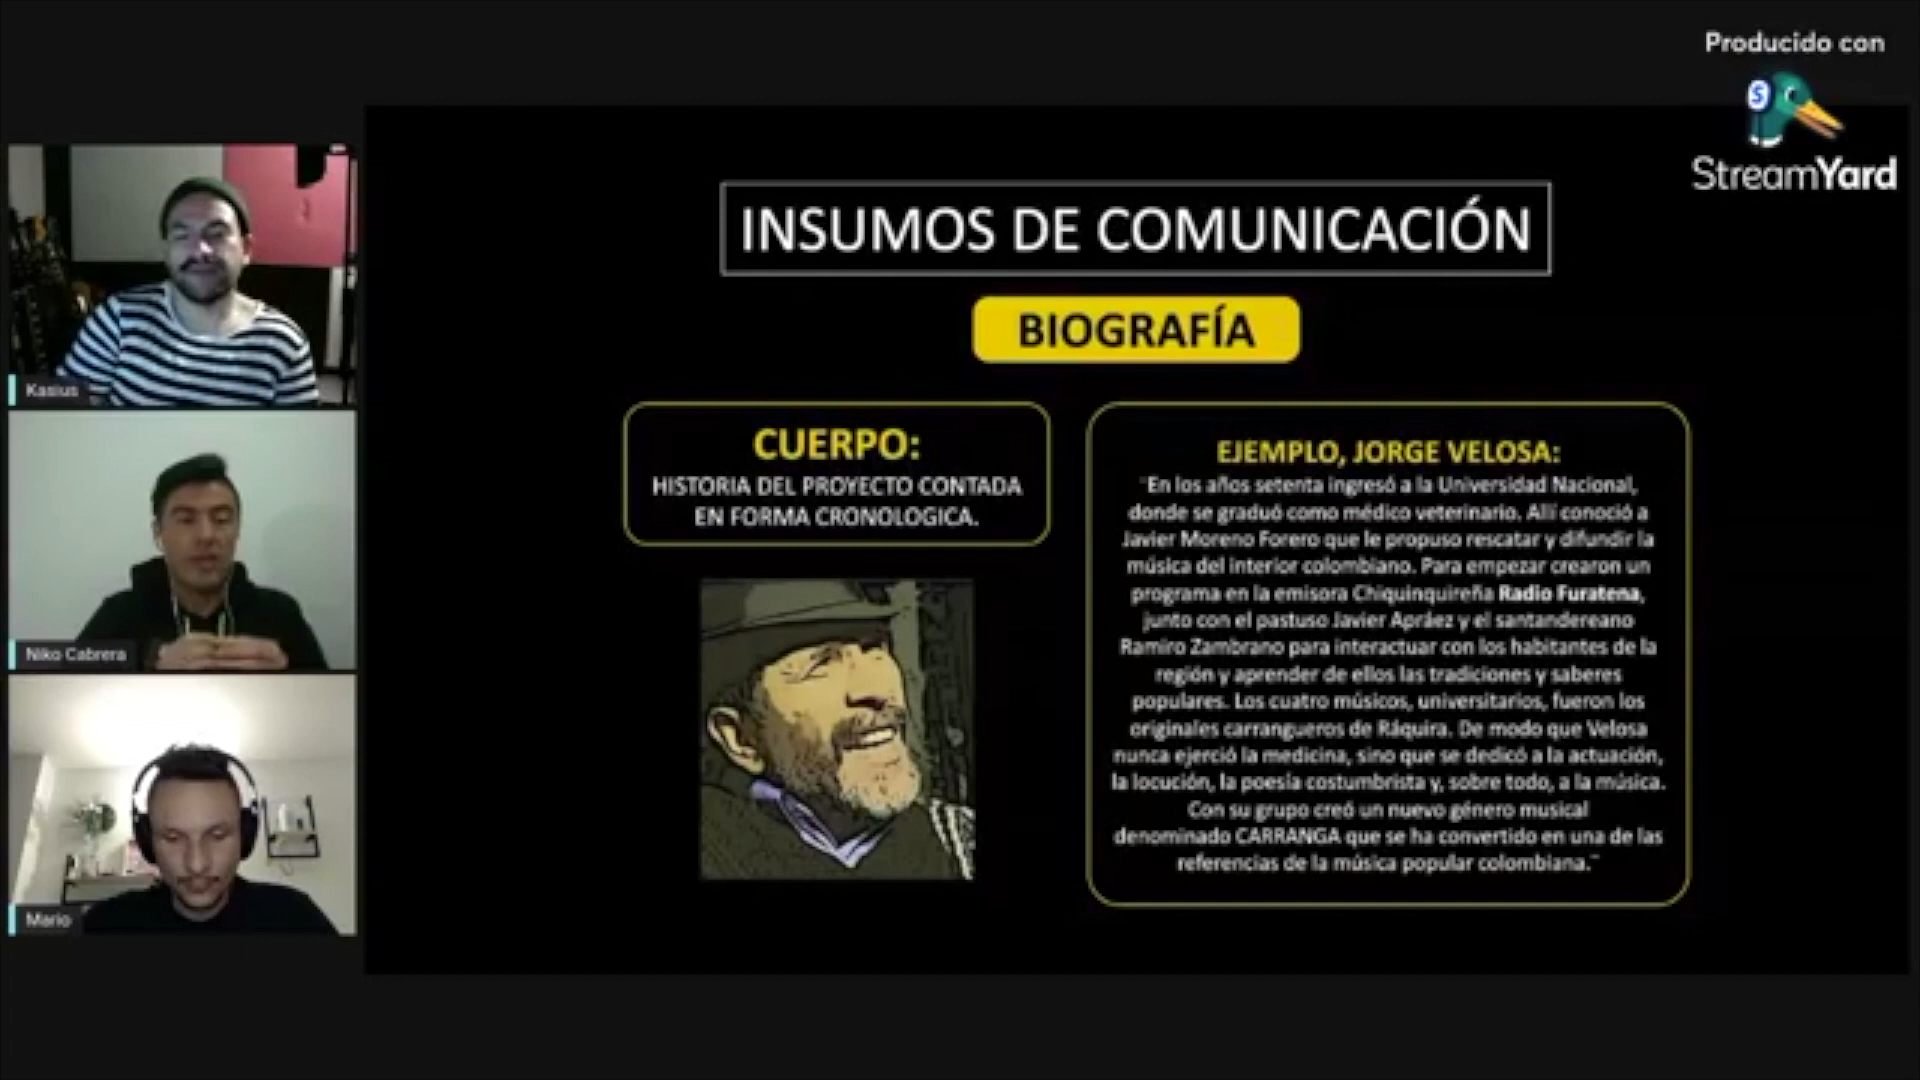 Producido con
StreamYard
Kasius
Niko Cabrera
Mario
INSUMOS DE COMUNICACIÓN
BIOGRAFÍA
CUERPO:
HISTORIA DEL PROYECTO CONTADA
EN FORMA CRONOLOGICA.
EJEMPLO, JORGE VELOSA:
¨En los años setenta ingresó a la Universidad Nacional,
donde se graduó como médico veterinario. Allí conoció a
Javier Moreno Forero que le propuso rescatar y difundir la
música del interior colombiano. Para empezar crearon un
programa en la emisora Chiquinquireña Radio Furatena,
junto con el pastuso Javier Apráez y el santandereano
Ramiro Zambrano para interactuar con los habitantes de la
región y aprender de ellos las tradiciones y saberes
populares. Los cuatro músicos, universitarios, fueron los
originales carrangueros de Ráquira. De modo que Velosa
nunca ejerció la medicina, sino que se dedicó a la actuación,
la locución, la poesía costumbrista y, sobre todo, a la música.
Con su grupo creó un nuevo género musical
denominado CARRANGA que se ha convertido en una de las
referencias de la música popular colombiana.¨